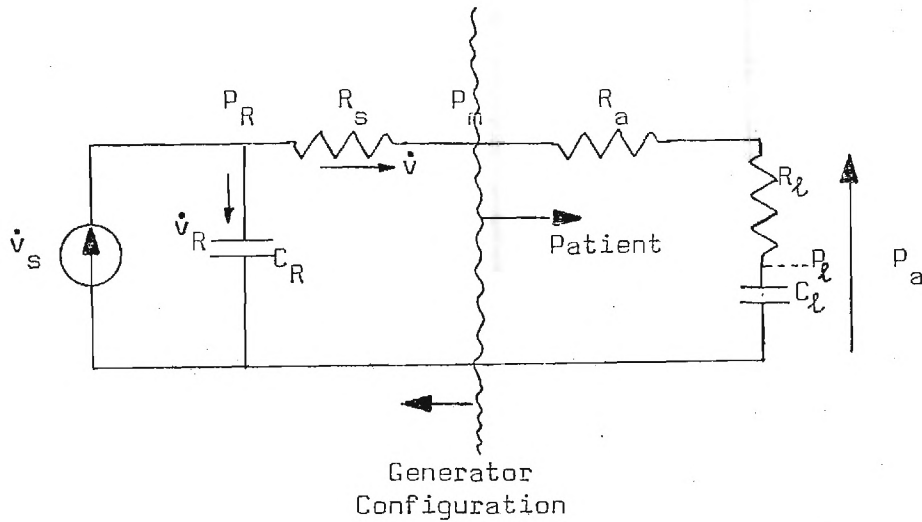 P_R R_s P_m R_a
v̇
R_ℓ
v̇_s v̇_R C_R Patient P_ℓ P_a
C_ℓ
Generator
Configuration